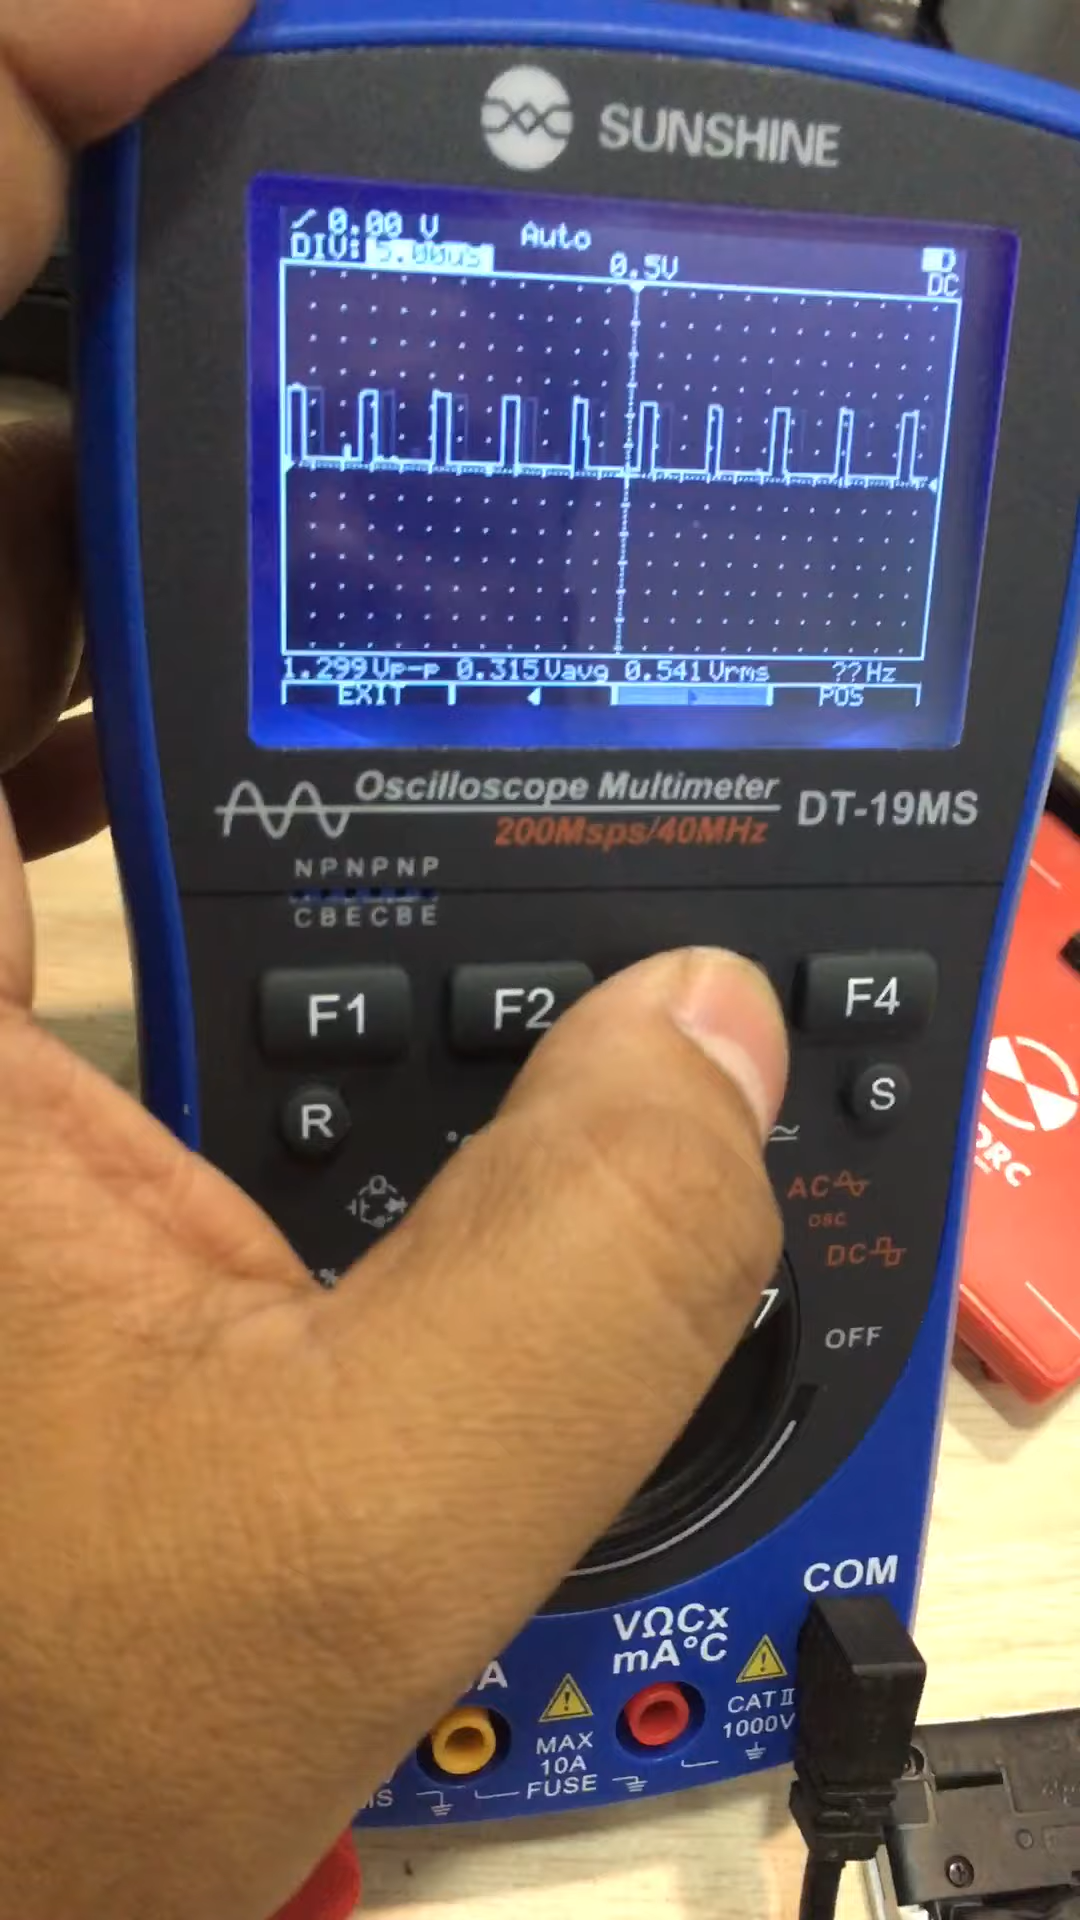 SUNSHINE
0.00 V
Auto
DIV: 5.00us
0.5V
DC
1.299Vp-p 0.315Vavg 0.541Vrms ??Hz
EXIT
POS
Oscilloscope Multimeter
DT-19MS
200Msps/40MHz
NPNPNP
CBECBE
F1
F2
F4
R
S
AC
OSC
DC
%
OFF
COM
VΩCx
mA°C
A
CAT II
1000V
MAX
10A
FUSE